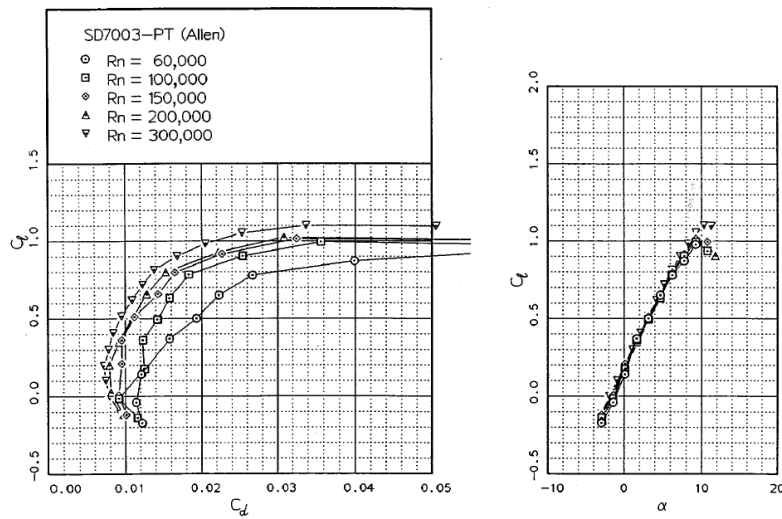 SD7003-PT (Allen)
Rn = 60,000
Rn = 100,000
Rn = 150,000
Rn = 200,000
Rn = 300,000
1.5
1.0
0.5
0.0
-0.5
Cℓ
0.00 0.01 0.02 0.03 0.04 0.05
Cd
2.0
1.5
1.0
0.5
0.0
-0.5
Cℓ
-10 0 10 20
α